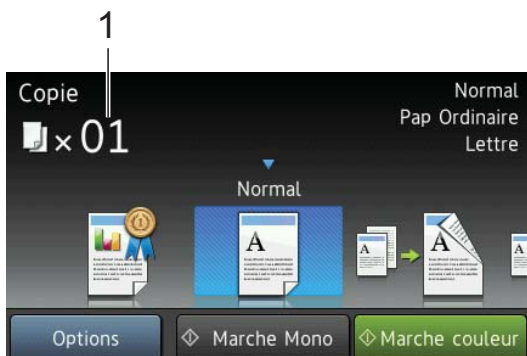 1
Copie
×01
Normal
Pap Ordinaire
Lettre
Normal
A
A
A
A
Options
Marche Mono
Marche couleur